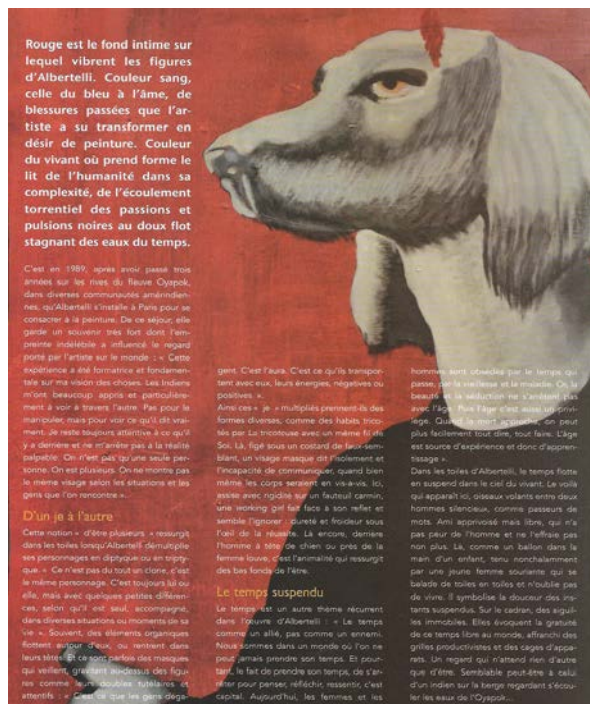 Rouge est le fond intime sur
lequel vibrent les figures
d'Albertelli. Couleur sang,
celle du bleu à l'âme, de
blessures passées que l'ar-
tiste a su transformer en
désir de peinture. Couleur
du vivant où prend forme le
lit de l'humanité dans sa
complexité, de l'écoulement
torrentiel des passions et
pulsions noires au doux flot
stagnant des eaux du temps.
C'est en 1989, après avoir passé trois
années sur les rives du fleuve Oyapok,
dans diverses communautés amérindien-
nes, qu'Albertelli s'installe à Paris pour se
consacrer à la peinture. De ce séjour, elle
garde un souvenir très fort dont l'em-
preinte indélébile a influencé le regard
porté par l'artiste sur le monde : « Cette
expérience a été formatrice et fondamen-
tale sur ma vision des choses. Les Indiens
m'ont beaucoup appris et particulière-
ment à voir à travers l'autre. Pas pour le
manipuler, mais pour voir ce qu'il dit vrai-
ment. Je reste toujours attentive à ce qu'il
y a derrière et ne m'arrête pas à la réalité
palpable. On n'est pas qu'une seule per-
sonne. On est plusieurs. On ne montre pas
le même visage selon les situations et les
gens que l'on rencontre ».
D'un je à l'autre
Cette notion « d'être plusieurs » ressurgit
dans les toiles lorsqu'Albertelli démultiplie
ses personnages en diptyque ou en tripty-
que. « Ce n'est pas du tout un clone, c'est
le même personnage. C'est toujours lui ou
elle, mais avec quelques petites différen-
ces, selon qu'il est seul, accompagné,
dans diverses situations ou moments de sa
vie ». Souvent, des éléments organiques
flottent autour d'eux, ou rentrent dans
leurs têtes. Et ce sont parfois des masques
qui veillent, gravitant au-dessus des figu-
res comme leurs doubles tutélaires et
attentifs : « C'est ce que les gens déga-
gent. C'est l'aura. C'est ce qu'ils transpor-
tent avec eux, leurs énergies, négatives ou
positives ».
Ainsi ces « je » multipliés prennent-ils des
formes diverses, comme des habits trico-
tés par La tricoteuse avec un même fil de
Soi. Là, figé sous un costard de faux-sem-
blant, un visage masque dit l'isolement et
l'incapacité de communiquer, quand bien
même les corps seraient en vis-à-vis. Ici,
assise avec rigidité sur un fauteuil carmin,
une working girl fait face à son reflet et
semble l'ignorer : dureté et froideur sous
l'œil de la réussite. Là encore, derrière
l'homme à tête de chien ou près de la
femme louve, c'est l'animalité qui ressurgit
des bas fonds de l'être.
Le temps suspendu
Le temps est un autre thème récurrent
dans l'œuvre d'Albertelli : « Le temps
comme un allié, pas comme un ennemi.
Nous sommes dans un monde où l'on ne
peut jamais prendre son temps. Et pour-
tant, le fait de prendre son temps, de s'ar-
rêter pour penser, réfléchir, ressentir, c'est
capital. Aujourd'hui, les femmes et les
hommes sont obsédés par le temps qui
passe, par la vieillesse et la maladie. Or, la
beauté et la séduction ne s'arrêtent pas
avec l'âge. Puis l'âge c'est aussi un privi-
lège. Quand la mort approche, on peut
plus facilement tout dire, tout faire. L'âge
est source d'expérience et donc d'appren-
tissage ».
Dans les toiles d'Albertelli, le temps flotte
en suspend dans le ciel du vivant. Le voilà
qui apparaît ici, oiseaux volants entre deux
hommes silencieux, comme passeurs de
mots. Ami apprivoisé mais libre, qui n'a
pas peur de l'homme et ne l'effraie pas
non plus. Là, comme un ballon dans la
main d'un enfant, tenu nonchalamment
par une jeune femme souriante qui se
balade de toiles en toiles et n'oublie pas
de vivre. Il symbolise la douceur des ins-
tants suspendus. Sur le cadran, des aiguil-
les immobiles. Elles évoquent la gratuité
de ce temps libre au monde, affranchi des
grilles productivistes et des cages d'appa-
rats. Un regard qui n'attend rien d'autre
que d'être. Semblable peut-être à celui
d'un indien sur la berge regardant s'écou-
ler les eaux de l'Oyapok...